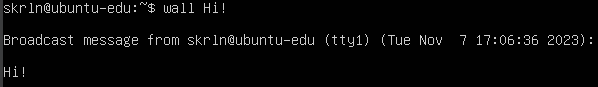 skrln@ubuntu-edu:~$ wall Hi!
Broadcast message from skrln@ubuntu-edu (tty1) (Tue Nov  7 17:06:36 2023):
Hi!